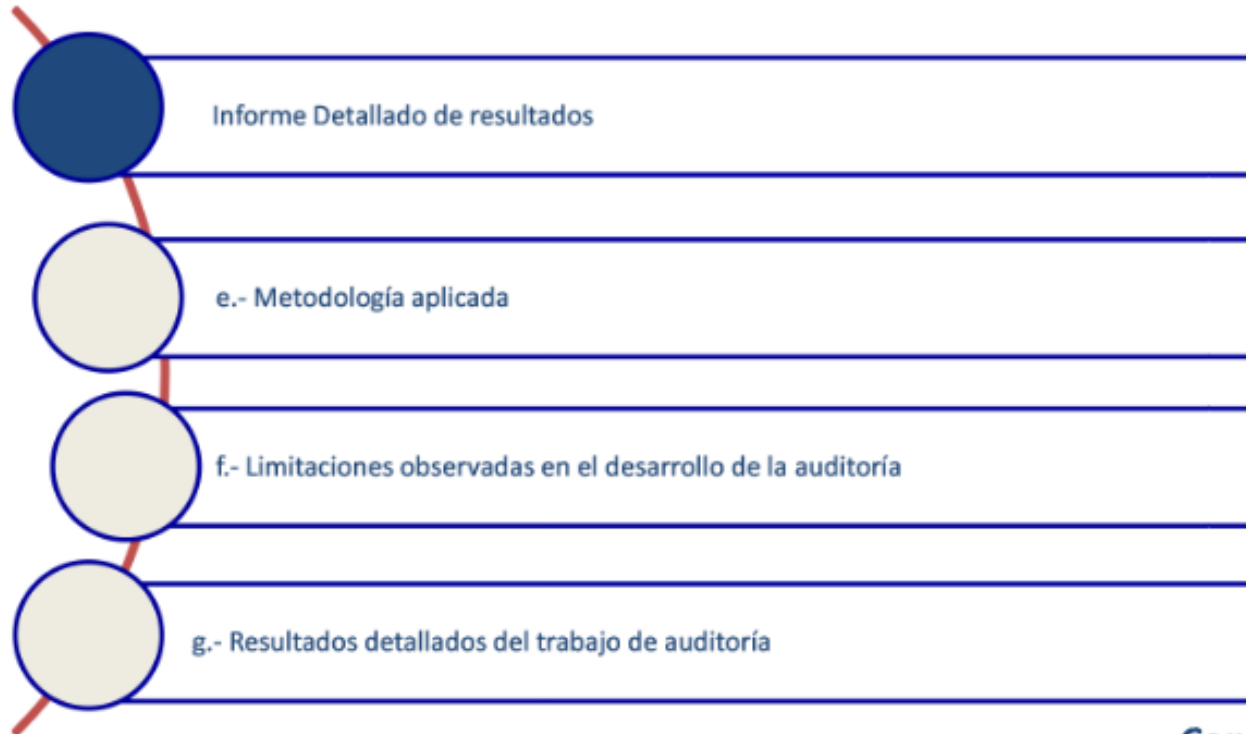 Informe Detallado de resultados
e.- Metodología aplicada
f.- Limitaciones observadas en el desarrollo de la auditoría
g.- Resultados detallados del trabajo de auditoría